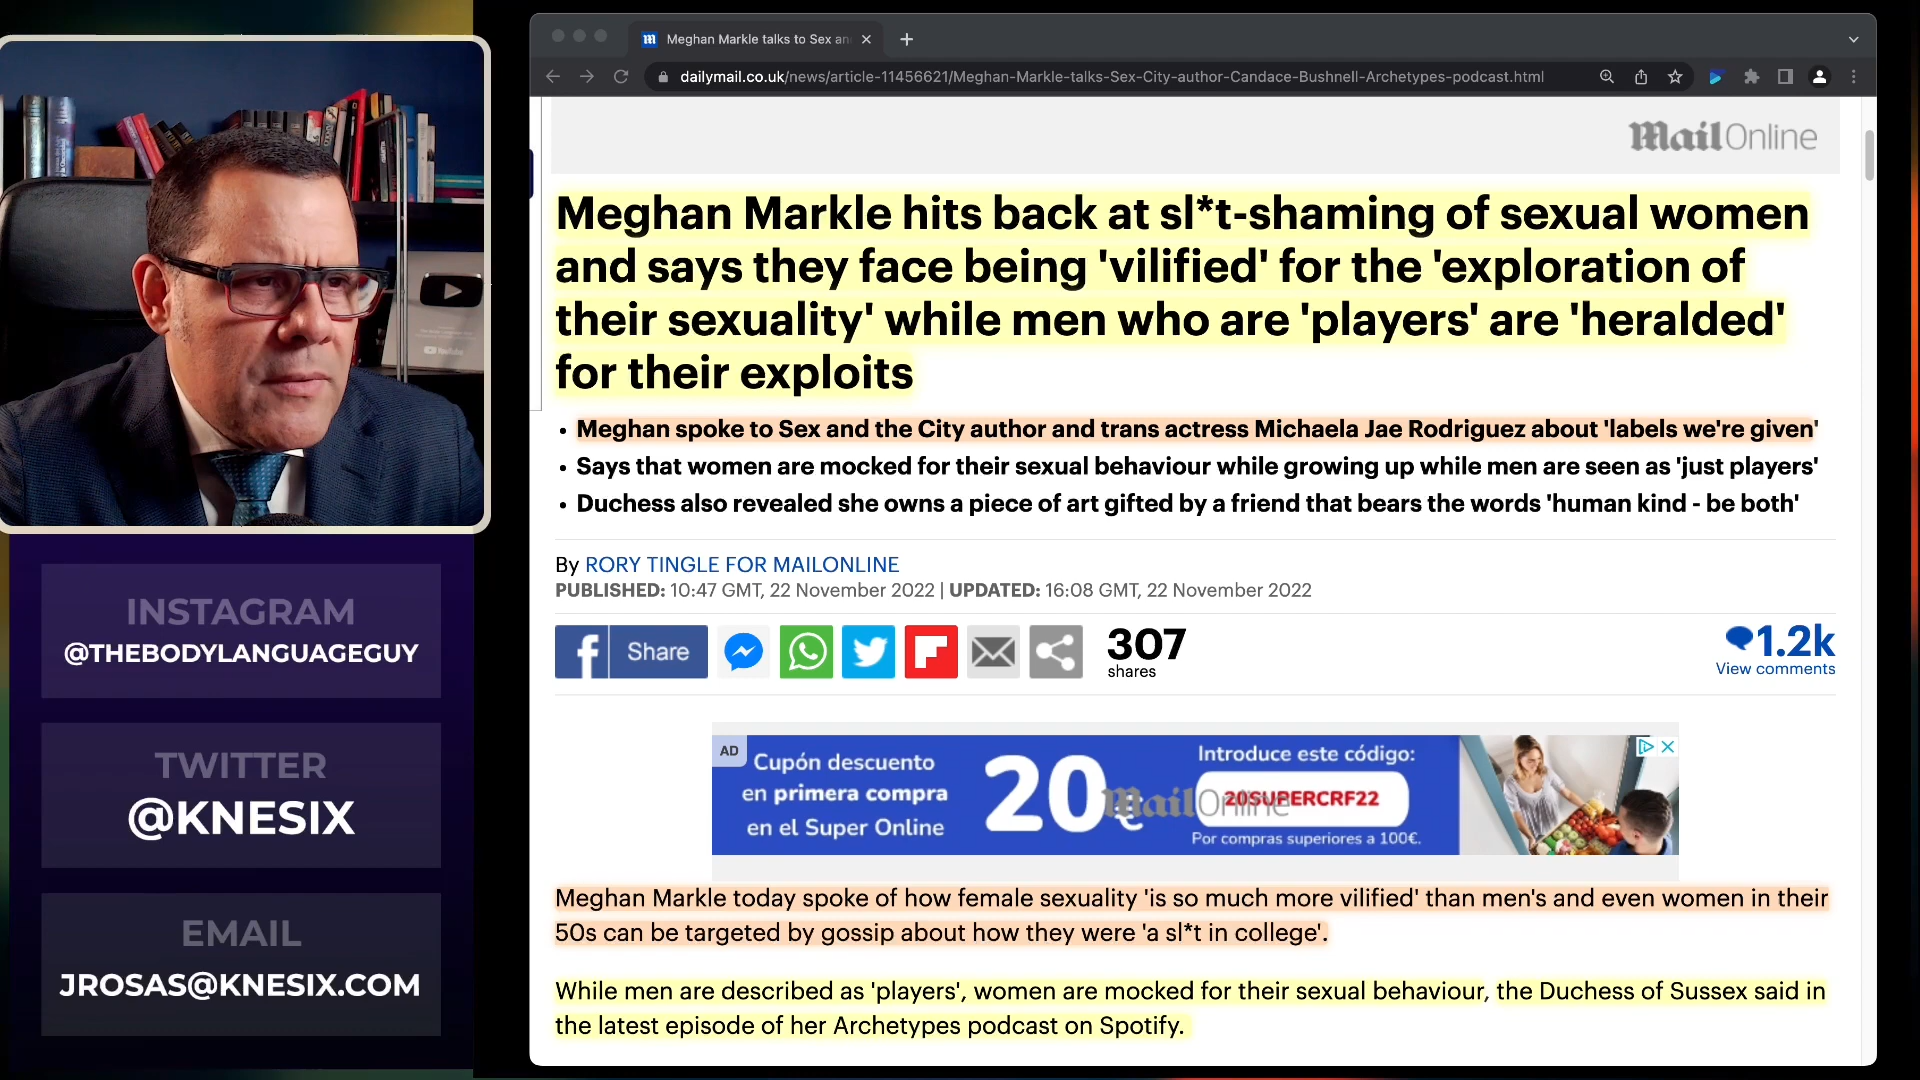 Meghan Markle talks to Sex an
dailymail.co.uk/news/article-11456621/Meghan-Markle-talks-Sex-City-author-Candace-Bushnell-Archetypes-podcast.html
Mail Online
Meghan Markle hits back at sl*t-shaming of sexual women
and says they face being 'vilified' for the 'exploration of
their sexuality' while men who are 'players' are 'heralded'
for their exploits
• Meghan spoke to Sex and the City author and trans actress Michaela Jae Rodriguez about 'labels we're given'
• Says that women are mocked for their sexual behaviour while growing up while men are seen as 'just players'
• Duchess also revealed she owns a piece of art gifted by a friend that bears the words 'human kind - be both'
By RORY TINGLE FOR MAILONLINE
PUBLISHED: 10:47 GMT, 22 November 2022 | UPDATED: 16:08 GMT, 22 November 2022
Share
307
shares
1.2k
View comments
AD
Cupón descuento
en primera compra
en el Super Online
20€
Introduce este código:
20SUPERCRF22
Por compras superiores a 100€.
Mail Online
Meghan Markle today spoke of how female sexuality 'is so much more vilified' than men's and even women in their
50s can be targeted by gossip about how they were 'a sl*t in college'.
While men are described as 'players', women are mocked for their sexual behaviour, the Duchess of Sussex said in
the latest episode of her Archetypes podcast on Spotify.
YouTube
INSTAGRAM
@THEBODYLANGUAGEGUY
TWITTER
@KNESIX
EMAIL
JROSAS@KNESIX.COM